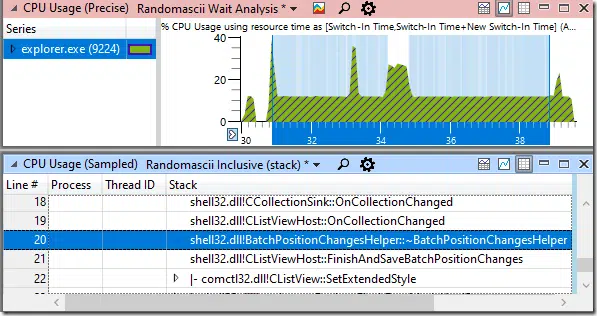 CPU Usage (Precise) Randomascii Wait Analysis *
Series
explorer.exe (9224)
% CPU Usage using resource time as [Switch-In Time,Switch-In Time+New Switch-In Time] (A...
40
20
0
30 32 34 36 38
CPU Usage (Sampled) Randomascii Inclusive (stack) *
Line # Process Thread ID Stack
18 shell32.dll!CCollectionSink::OnCollectionChanged
19 shell32.dll!CListViewHost::OnCollectionChanged
20 shell32.dll!BatchPositionChangesHelper::~BatchPositionChangesHelper
21 shell32.dll!CListViewHost::FinishAndSaveBatchPositionChanges
22 |- comctl32.dll!CListView::SetExtendedStyle